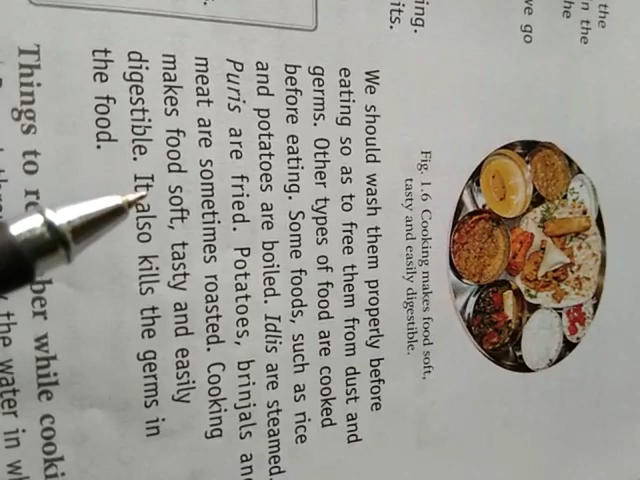 the
n the
he
ve go
ing.
its.
Fig. 1.6 Cooking makes food soft,
tasty and easily digestible.
We should wash them properly before
eating so as to free them from dust and
germs. Other types of food are cooked
before eating. Some foods, such as rice
and potatoes are boiled. Idlis are steamed.
Puris are fried. Potatoes, brinjals an
meat are sometimes roasted. Cooking
makes food soft, tasty and easily
digestible. It also kills the germs in
the food.
Things to re ber while cooki
the water in wh